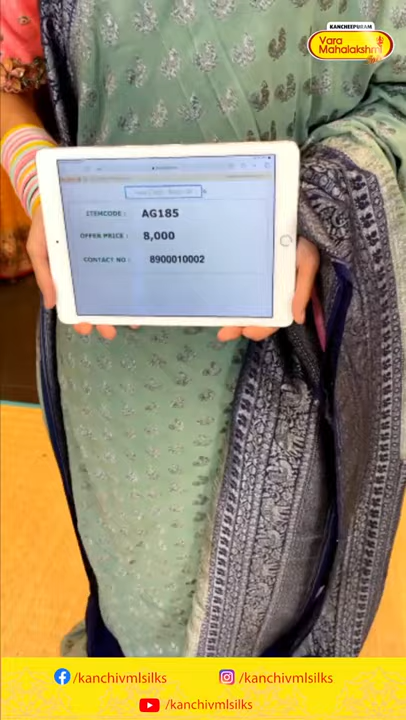 KANCHEEPURAM
Vara
Mahalakshmi
ITEMCODE : AG185
OFFER PRICE : 8,000
CONTACT NO : 8900010002
/kanchivmlsilks /kanchivmlsilks
/kanchivmlsilks